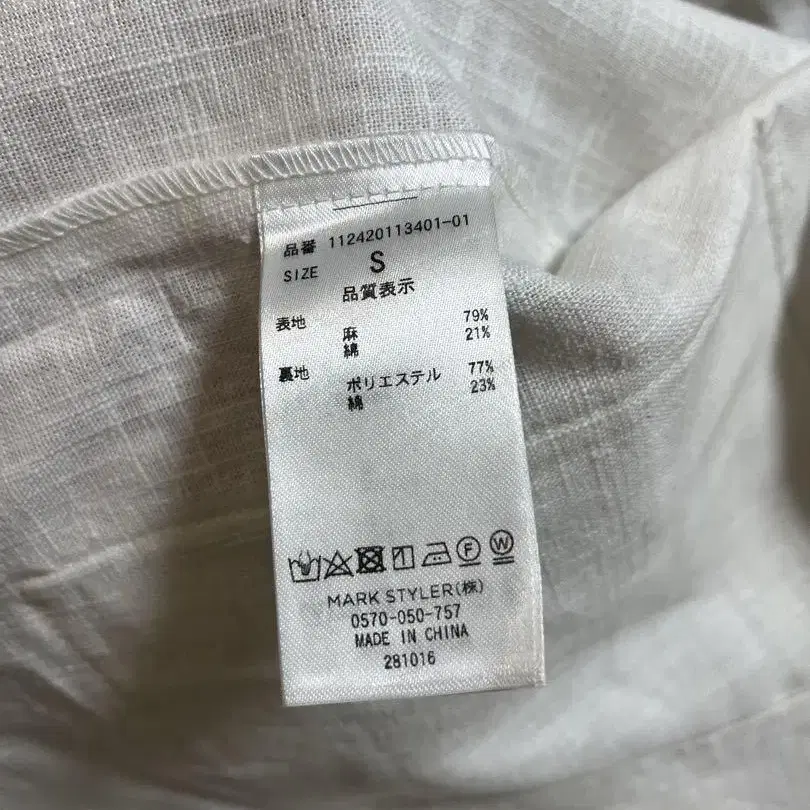 品番 112420113401-01
SIZE S
品質表示
表地 麻 79%
綿 21%
裏地 ポリエステル 77%
綿 23%
F W
MARK STYLER(株)
0570-050-757
MADE IN CHINA
281016